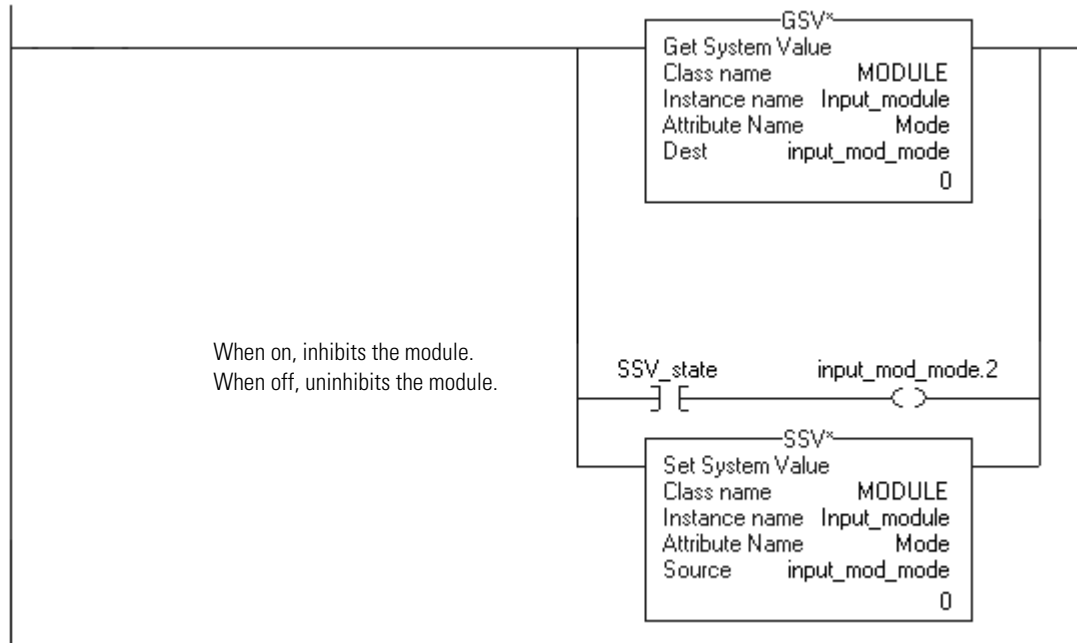 GSV*
Get System Value
Class name MODULE
Instance name Input_module
Attribute Name Mode
Dest input_mod_mode
0
When on, inhibits the module.
When off, uninhibits the module.
SSV_state input_mod_mode.2
SSV*
Set System Value
Class name MODULE
Instance name Input_module
Attribute Name Mode
Source input_mod_mode
0